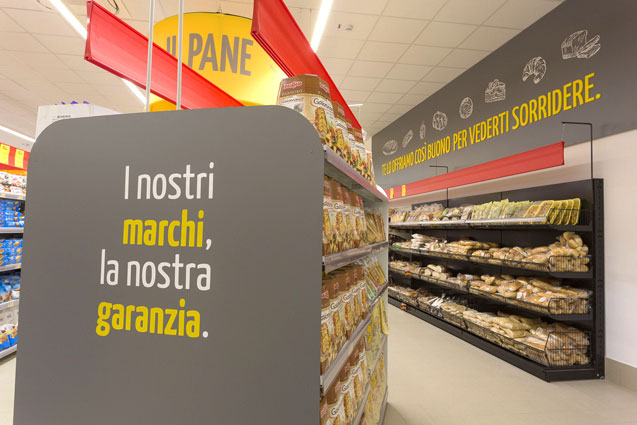 IL PANE
TE LO OFFRIAMO COSÌ BUONO PER VEDERTI SORRIDERE.
I nostri
marchi,
la nostra
garanzia.